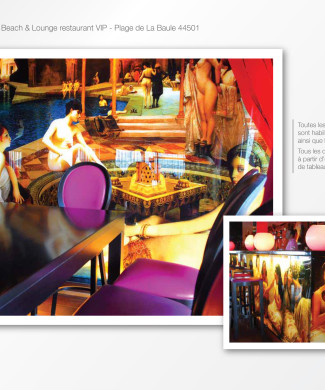 Beach & Lounge restaurant VIP - Plage de La Baule 44501
Toutes les
sont habil
ainsi que
Tous les c
à partir d'
de tableau